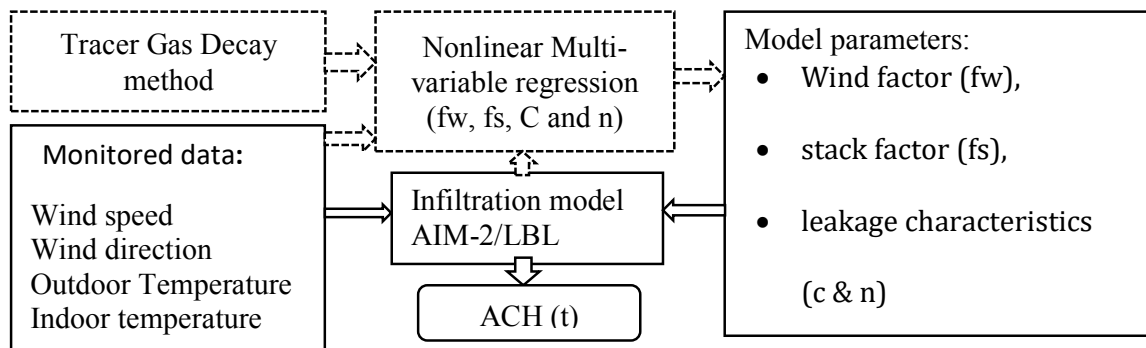 Tracer Gas Decay
method
Monitored data:
Wind speed
Wind direction
Outdoor Temperature
Indoor temperature
Nonlinear Multi-
variable regression
(fw, fs, C and n)
Infiltration model
AIM-2/LBL
ACH (t)
Model parameters:
• Wind factor (fw),
• stack factor (fs),
• leakage characteristics
(c & n)